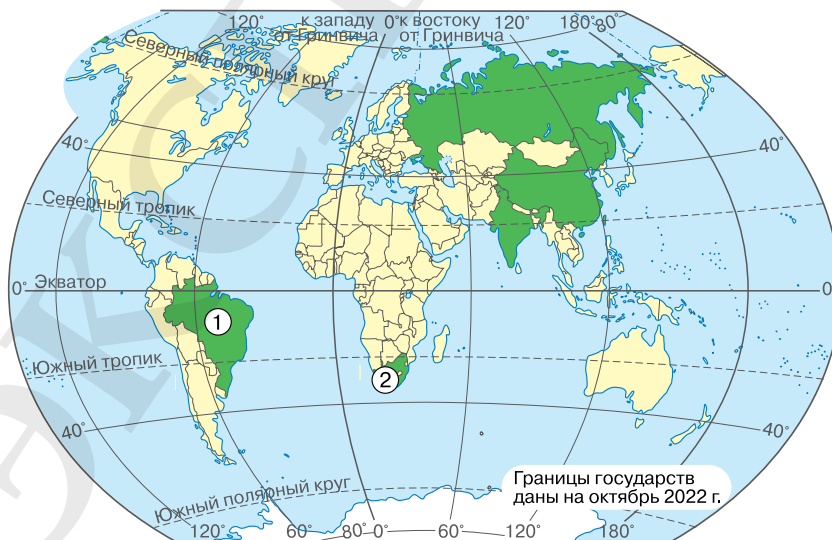 120° к западу 0° к востоку 120° 180° 80°
от Гринвича от Гринвича
Северный полярный круг
40° 40°
Северный тропик
0° Экватор 0°
1
Южный тропик
2
40° 40°
Южный полярный круг
Границы государств
даны на октябрь 2022 г.
120° 60° 80° 0° 60° 120° 180°
ЭКС